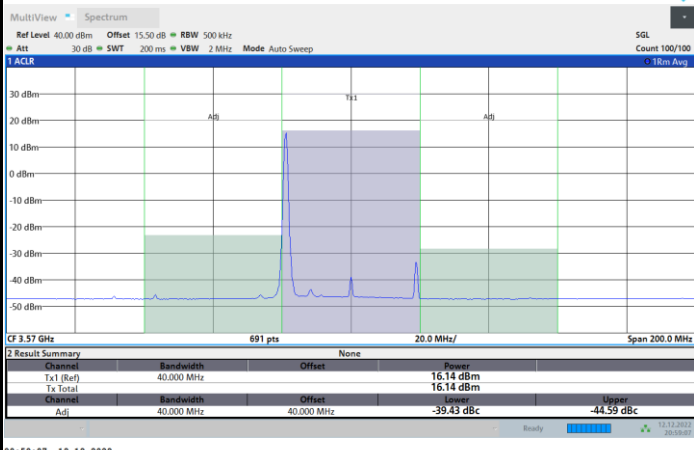 MultiView Spectrum
Ref Level 40.00 dBm Offset 15.50 dB RBW 500 kHz SGL
Att 30 dB SWT 200 ms VBW 2 MHz Mode Auto Sweep Count 100/100
1 ACLR 1Rm Avg
30 dBm
Tx1
20 dBm Adj Adj
10 dBm
0 dBm
-10 dBm
-20 dBm
-30 dBm
-40 dBm
-50 dBm
CF 3.57 GHz 691 pts 20.0 MHz/ Span 200.0 MHz
2 Result Summary None
Channel Bandwidth Offset Power
Tx1 (Ref) 40.000 MHz 16.14 dBm
Tx Total 16.14 dBm
Channel Bandwidth Offset Lower Upper
Adj 40.000 MHz 40.000 MHz -39.43 dBc -44.59 dBc
Ready 12.12.2022
20:59:07